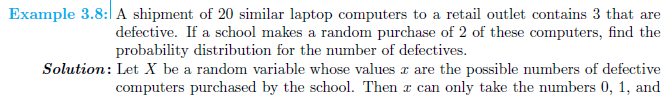 Example 3.8: A shipment of 20 similar laptop computers to a retail outlet contains 3 that are
defective. If a school makes a random purchase of 2 of these computers, find the
probability distribution for the number of defectives.
Solution: Let X be a random variable whose values x are the possible numbers of defective
computers purchased by the school. Then x can only take the numbers 0, 1, and